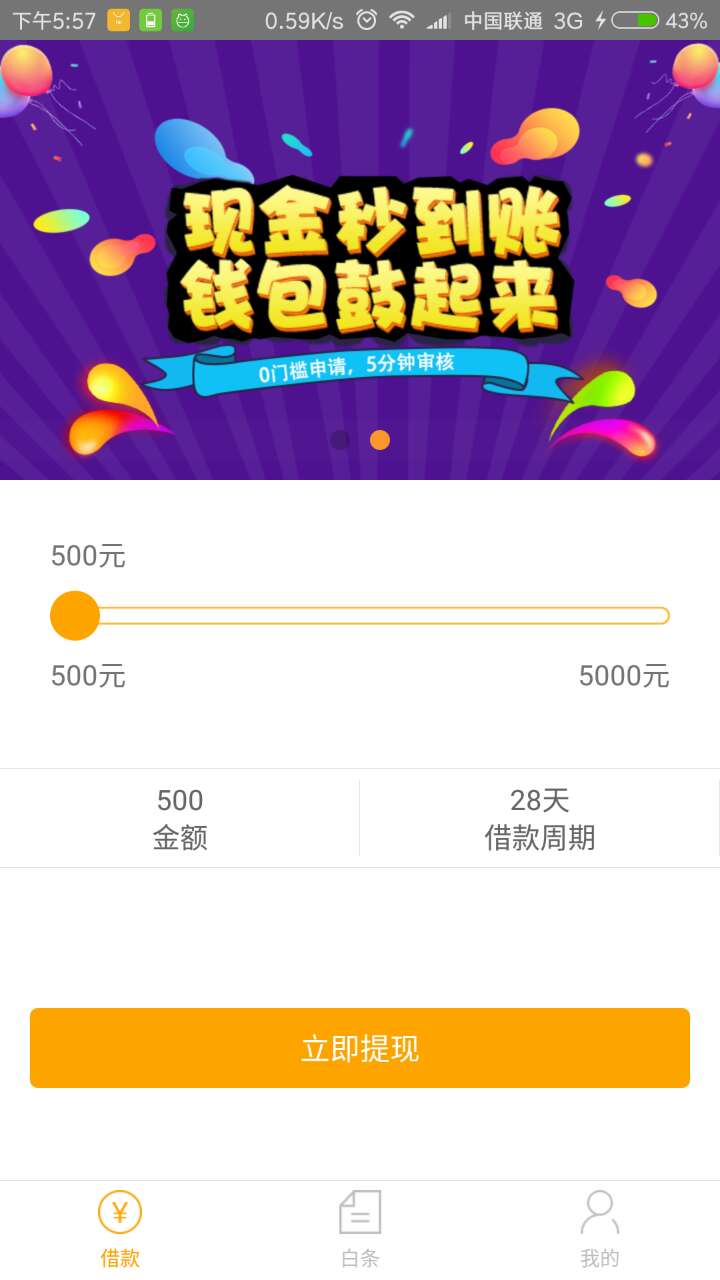 下午5:57 0.59K/s 中国联通 3G 43%
现金秒到账
钱包鼓起来
0门槛申请，5分钟审核
500元
500元 5000元
500 28天
金额 借款周期
立即提现
¥
借款 白条 我的